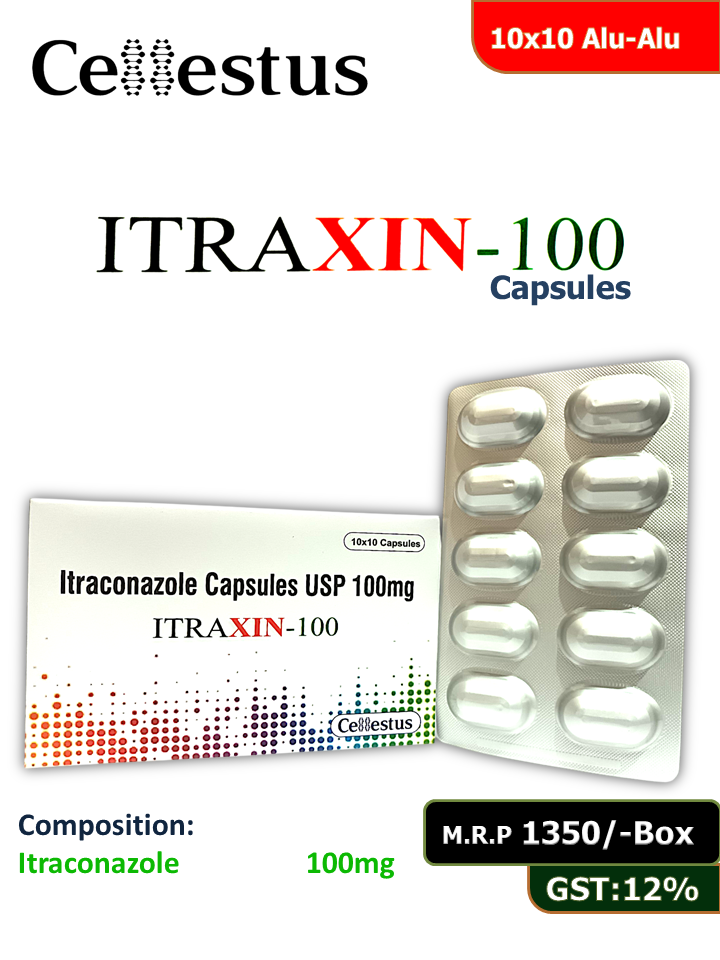 Cellestus
10x10 Alu-Alu
ITRAXIN-100
Capsules
10x10 Capsules
Itraconazole Capsules USP 100mg
ITRAXIN-100
Cellestus
Composition:
Itraconazole 100mg
M.R.P 1350/-Box
GST:12%